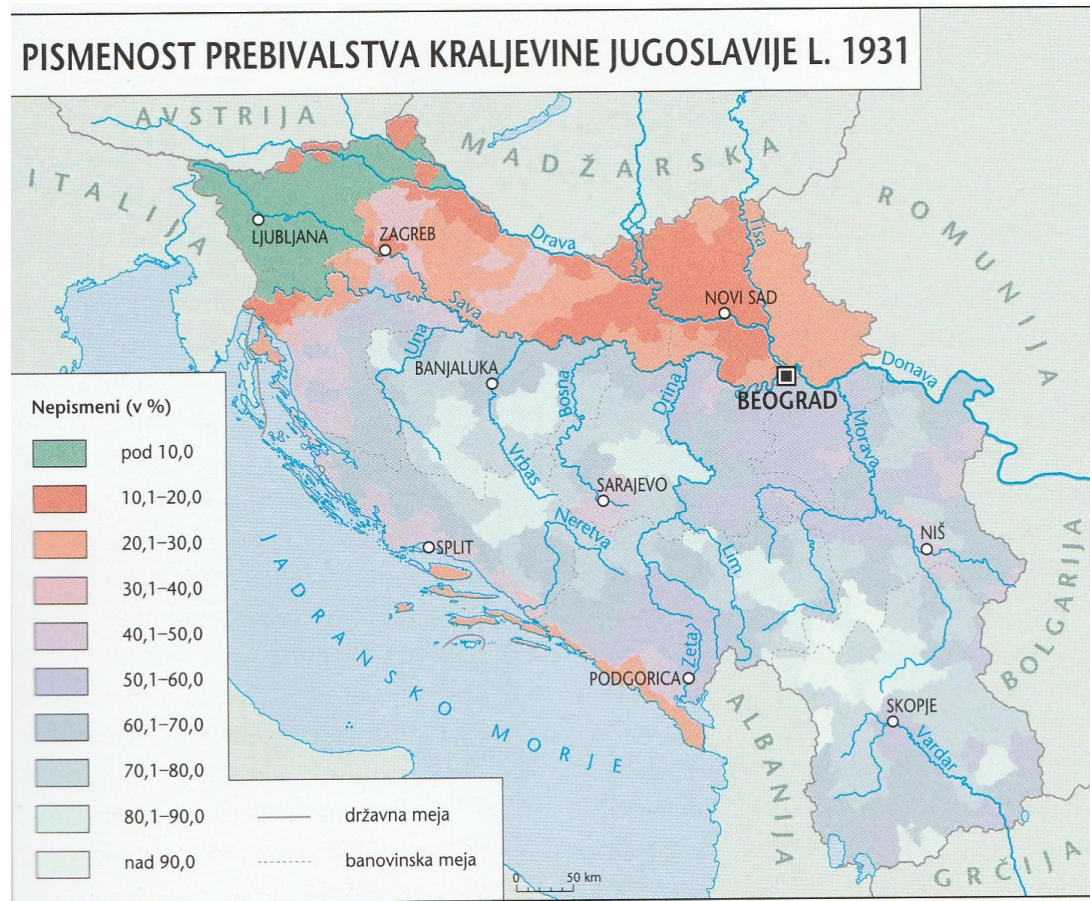 PISMENOST PREBIVALSTVA KRALJEVINE JUGOSLAVIJE L. 1931
AVSTRIJA
MADŽARSKA
ITALIJA
ROMUNIJA
LJUBLJANA
ZAGREB
Drava
Tisa
NOVI SAD
Sava
Una
BANJALUKA
Bosna
Drina
BEOGRAD
Donava
Morava
Vrbas
SARAJEVO
Neretva
SPLIT
Lim
NIŠ
BOLGARIJA
JADRANSKO MORJE
Zeta
PODGORICA
ALBANIJA
SKOPJE
Vardar
GRČIJA
Nepismeni (v %)
pod 10,0
10,1–20,0
20,1–30,0
30,1–40,0
40,1–50,0
50,1–60,0
60,1–70,0
70,1–80,0
80,1–90,0
nad 90,0
državna meja
banovinska meja
0 50 km